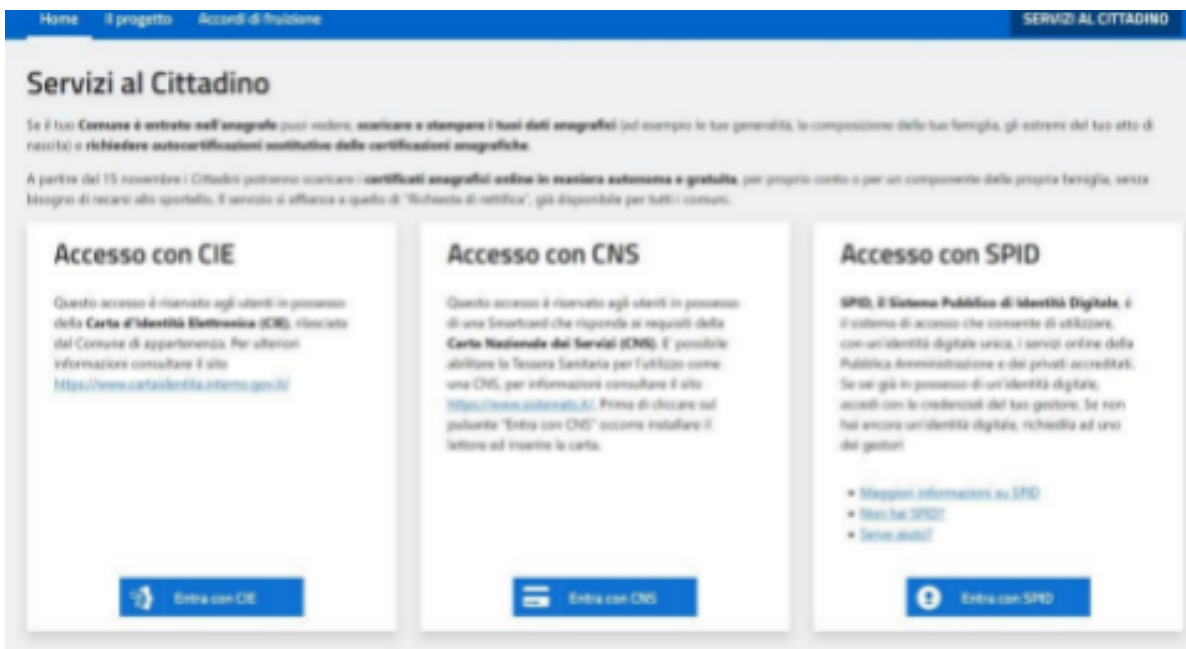 Home Il progetto Accordi di fruizione SERVIZI AL CITTADINO
Servizi al Cittadino
Se il tuo Comune è entrato nell'anagrafe puoi vedere, scaricare e stampare i tuoi dati anagrafici (ad esempio le tue generalità, la composizione della tua famiglia, gli estremi del tuo atto di
nascita) e richiedere autocertificazioni sostitutive delle certificazioni anagrafiche.
A partire dal 15 novembre i Cittadini potranno scaricare i certificati anagrafici online in maniera autonoma e gratuita, per proprio conto o per un componente della propria famiglia, senza
bisogno di recarsi allo sportello. Il servizio si affianca a quello di "Richiesta di rettifica", già disponibile per tutti i comuni.
Accesso con CIE
Questo accesso è riservato agli utenti in possesso
della Carta d'Identità Elettronica (CIE), rilasciata
dal Comune di appartenenza. Per ulteriori
informazioni consultare il sito
https://www.cartaidentita.interno.gov.it/
Entra con CIE
Accesso con CNS
Questo accesso è riservato agli utenti in possesso
di una Smartcard che risponda ai requisiti della
Carta Nazionale dei Servizi (CNS). E' possibile
abilitare la Tessera Sanitaria per l'utilizzo come
una CNS, per informazioni consultare il sito
https://www.sistemats.it/. Prima di cliccare sul
pulsante "Entra con CNS" occorre installare il
lettore ed inserire la carta.
Entra con CNS
Accesso con SPID
SPID, il Sistema Pubblico di Identità Digitale, è
il sistema di accesso che consente di utilizzare,
con un'identità digitale unica, i servizi online della
Pubblica Amministrazione e dei privati accreditati.
Se sei già in possesso di un'identità digitale,
accedi con le credenziali del tuo gestore. Se non
hai ancora un'identità digitale, richiedila ad uno
dei gestori
Maggiori informazioni su SPID
Non hai SPID?
Serve aiuto?
Entra con SPID